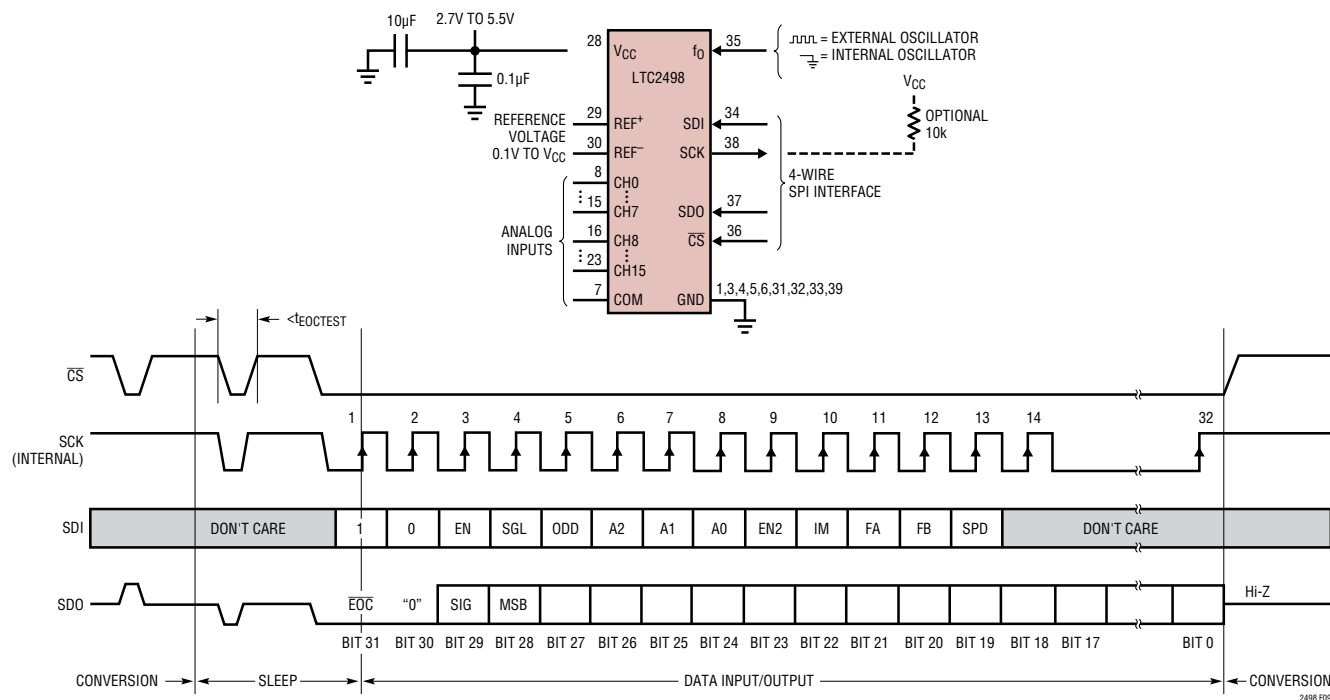 10µF
2.7V TO 5.5V
0.1µF
REFERENCE
VOLTAGE
0.1V TO VCC
ANALOG
INPUTS
28
29
30
8
15
16
23
7
VCC
LTC2498
REF+
REF–
CH0
CH7
CH8
CH15
COM
fO
SDI
SCK
SDO
CS
GND
35
34
38
37
36
1,3,4,5,6,31,32,33,39
= EXTERNAL OSCILLATOR
= INTERNAL OSCILLATOR
VCC
OPTIONAL
10k
4-WIRE
SPI INTERFACE
<tEOCTEST
CS
SCK
(INTERNAL)
1 2 3 4 5 6 7 8 9 10 11 12 13 14 32
SDI DON'T CARE 1 0 EN SGL ODD A2 A1 A0 EN2 IM FA FB SPD DON'T CARE
SDO EOC “0” SIG MSB Hi-Z
BIT 31 BIT 30 BIT 29 BIT 28 BIT 27 BIT 26 BIT 25 BIT 24 BIT 23 BIT 22 BIT 21 BIT 20 BIT 19 BIT 18 BIT 17 BIT 0
CONVERSION SLEEP DATA INPUT/OUTPUT CONVERSION
2498 F09